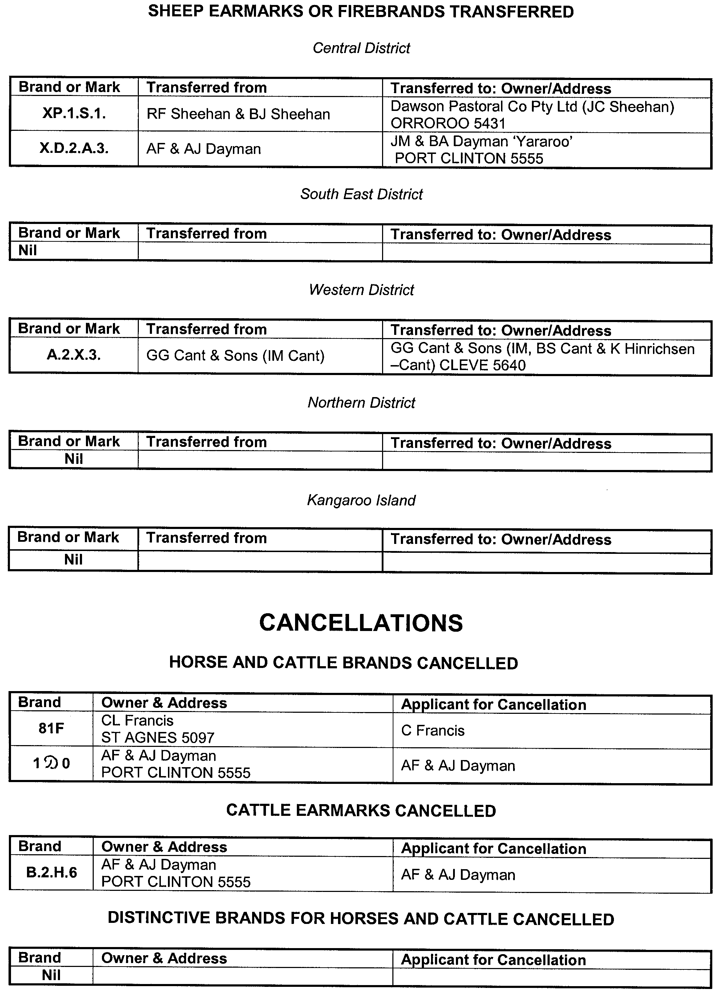 SHEEP EARMARKS OR FIREBRANDS TRANSFERRED
Central District
Brand or Mark Transferred from Transferred to: Owner/Address
XP.1.S.1. RF Sheehan & BJ Sheehan Dawson Pastoral Co Pty Ltd (JC Sheehan)
ORROROO 5431
X.D.2.A.3. AF & AJ Dayman JM & BA Dayman ‘Yararoo’
PORT CLINTON 5555
South East District
Brand or Mark Transferred from Transferred to: Owner/Address
Nil
Western District
Brand or Mark Transferred from Transferred to: Owner/Address
A.2.X.3. GG Cant & Sons (IM Cant) GG Cant & Sons (IM, BS Cant & K Hinrichsen
–Cant) CLEVE 5640
Northern District
Brand or Mark Transferred from Transferred to: Owner/Address
Nil
Kangaroo Island
Brand or Mark Transferred from Transferred to: Owner/Address
Nil
CANCELLATIONS
HORSE AND CATTLE BRANDS CANCELLED
Brand Owner & Address Applicant for Cancellation
81F CL Francis
ST AGNES 5097 C Francis
1 0 AF & AJ Dayman
PORT CLINTON 5555 AF & AJ Dayman
CATTLE EARMARKS CANCELLED
Brand Owner & Address Applicant for Cancellation
B.2.H.6 AF & AJ Dayman
PORT CLINTON 5555 AF & AJ Dayman
DISTINCTIVE BRANDS FOR HORSES AND CATTLE CANCELLED
Brand Owner & Address Applicant for Cancellation
Nil